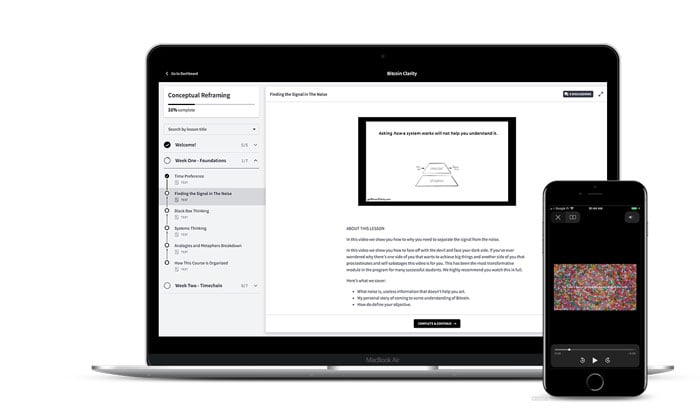 Go to Dashboard
Bitcoin Clarity
Conceptual Reframing
16% complete
Search by lesson title
Welcome! 5/5
Week One - Foundations 1/7
Time Preference
TEXT
Finding the Signal in The Noise
TEXT
Black Box Thinking
TEXT
Systems Thinking
TEXT
Analogies and Metaphors Breakdown
TEXT
How This Course is Organized
TEXT
Week Two - Timechain
Finding the Signal in The Noise
Asking how a system works will not help you understand it.
ABOUT THIS LESSON
In this video we show you how to why you need to separate the signal from the noise.
In this video we show you how to face off with the devil and face your dark side. If you've ever
wondered why there's one side of you that wants to achieve big things and another side of you that
procrastinates and self sabotages this video is for you. This has been the most transformative
module in the program for many successful students. We highly recommend you watch this in full.
Here's what we cover:
• What noise is, useless information that doesn't help you act.
• My personal story of coming to some understanding of Bitcoin.
• How do define your objective.
COMPLETE & CONTINUE →
MacBook Air